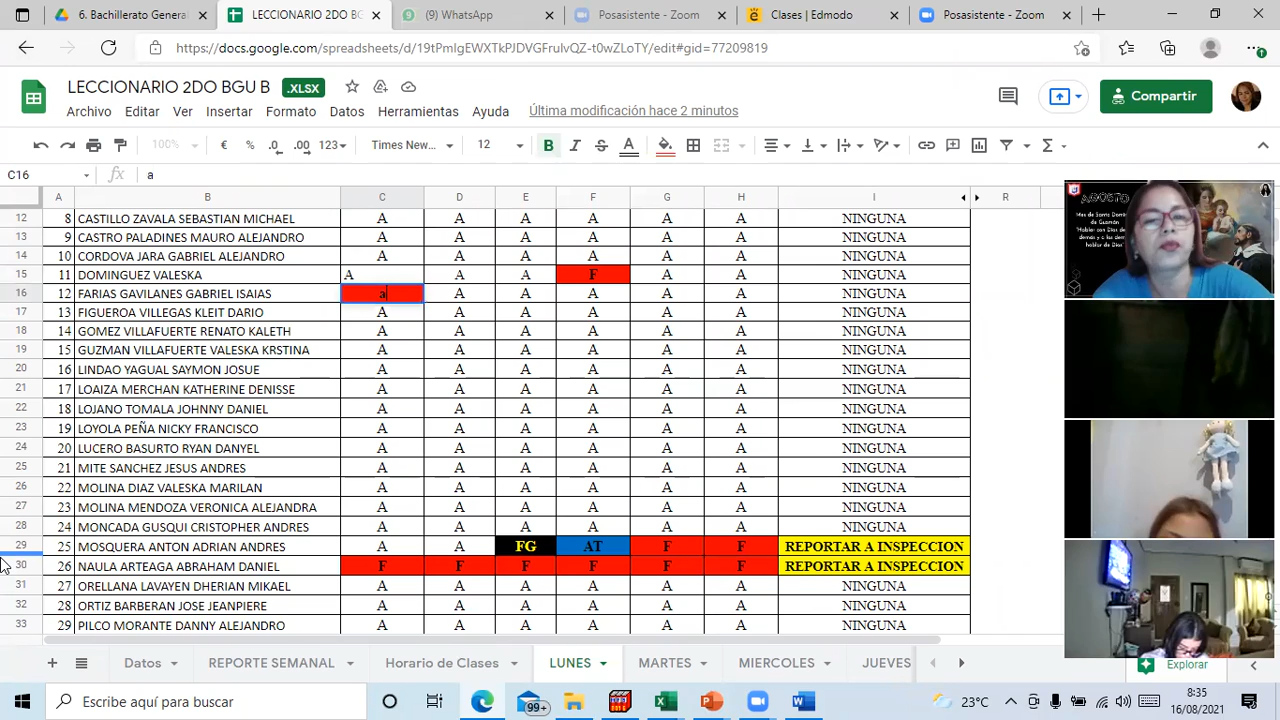 6. Bachillerato General
LECCIONARIO 2DO BG
(9) WhatsApp
Posasistente - Zoom
Clases | Edmodo
Posasistente - Zoom
https://docs.google.com/spreadsheets/d/19tPmIgEWXTkPJDVGFruIvQZ-t0wZLoTY/edit#gid=77209819
LECCIONARIO 2DO BGU B .XLSX
Archivo Editar Ver Insertar Formato Datos Herramientas Ayuda Última modificación hace 2 minutos
Compartir
100% € % .0 .00 123 Times New... 12 B I S A
C16 fx a
A B C D E F G H I R
12 8 CASTILLO ZAVALA SEBASTIAN MICHAEL A A A A A A NINGUNA
13 9 CASTRO PALADINES MAURO ALEJANDRO A A A A A A NINGUNA
14 10 CORDOVA JARA GABRIEL ALEJANDRO A A A A A A NINGUNA
15 11 DOMINGUEZ VALESKA A A A F A A NINGUNA
16 12 FARIAS GAVILANES GABRIEL ISAIAS a A A A A A NINGUNA
17 13 FIGUEROA VILLEGAS KLEIT DARIO A A A A A A NINGUNA
18 14 GOMEZ VILLAFUERTE RENATO KALETH A A A A A A NINGUNA
19 15 GUZMAN VILLAFUERTE VALESKA KRSTINA A A A A A A NINGUNA
20 16 LINDAO YAGUAL SAYMON JOSUE A A A A A A NINGUNA
21 17 LOAIZA MERCHAN KATHERINE DENISSE A A A A A A NINGUNA
22 18 LOJANO TOMALA JOHNNY DANIEL A A A A A A NINGUNA
23 19 LOYOLA PEÑA NICKY FRANCISCO A A A A A A NINGUNA
24 20 LUCERO BASURTO RYAN DANYEL A A A A A A NINGUNA
25 21 MITE SANCHEZ JESUS ANDRES A A A A A A NINGUNA
26 22 MOLINA DIAZ VALESKA MARILAN A A A A A A NINGUNA
27 23 MOLINA MENDOZA VERONICA ALEJANDRA A A A A A A NINGUNA
28 24 MONCADA GUSQUI CRISTOPHER ANDRES A A A A A A NINGUNA
29 25 MOSQUERA ANTON ADRIAN ANDRES A A FG AT F F REPORTAR A INSPECCION
30 26 NAULA ARTEAGA ABRAHAM DANIEL F F F F F F REPORTAR A INSPECCION
31 27 ORELLANA LAVAYEN DHERIAN MIKAEL A A A A A A NINGUNA
32 28 ORTIZ BARBERAN JOSE JEANPIERE A A A A A A NINGUNA
33 29 PILCO MORANTE DANNY ALEJANDRO A A A A A A NINGUNA
AGOSTO
Mes de Santo Domingo
de Guzmán
Datos REPORTE SEMANAL Horario de Clases LUNES MARTES MIERCOLES JUEVES
Explorar
Escribe aquí para buscar
99+
23°C
8:35
16/08/2021